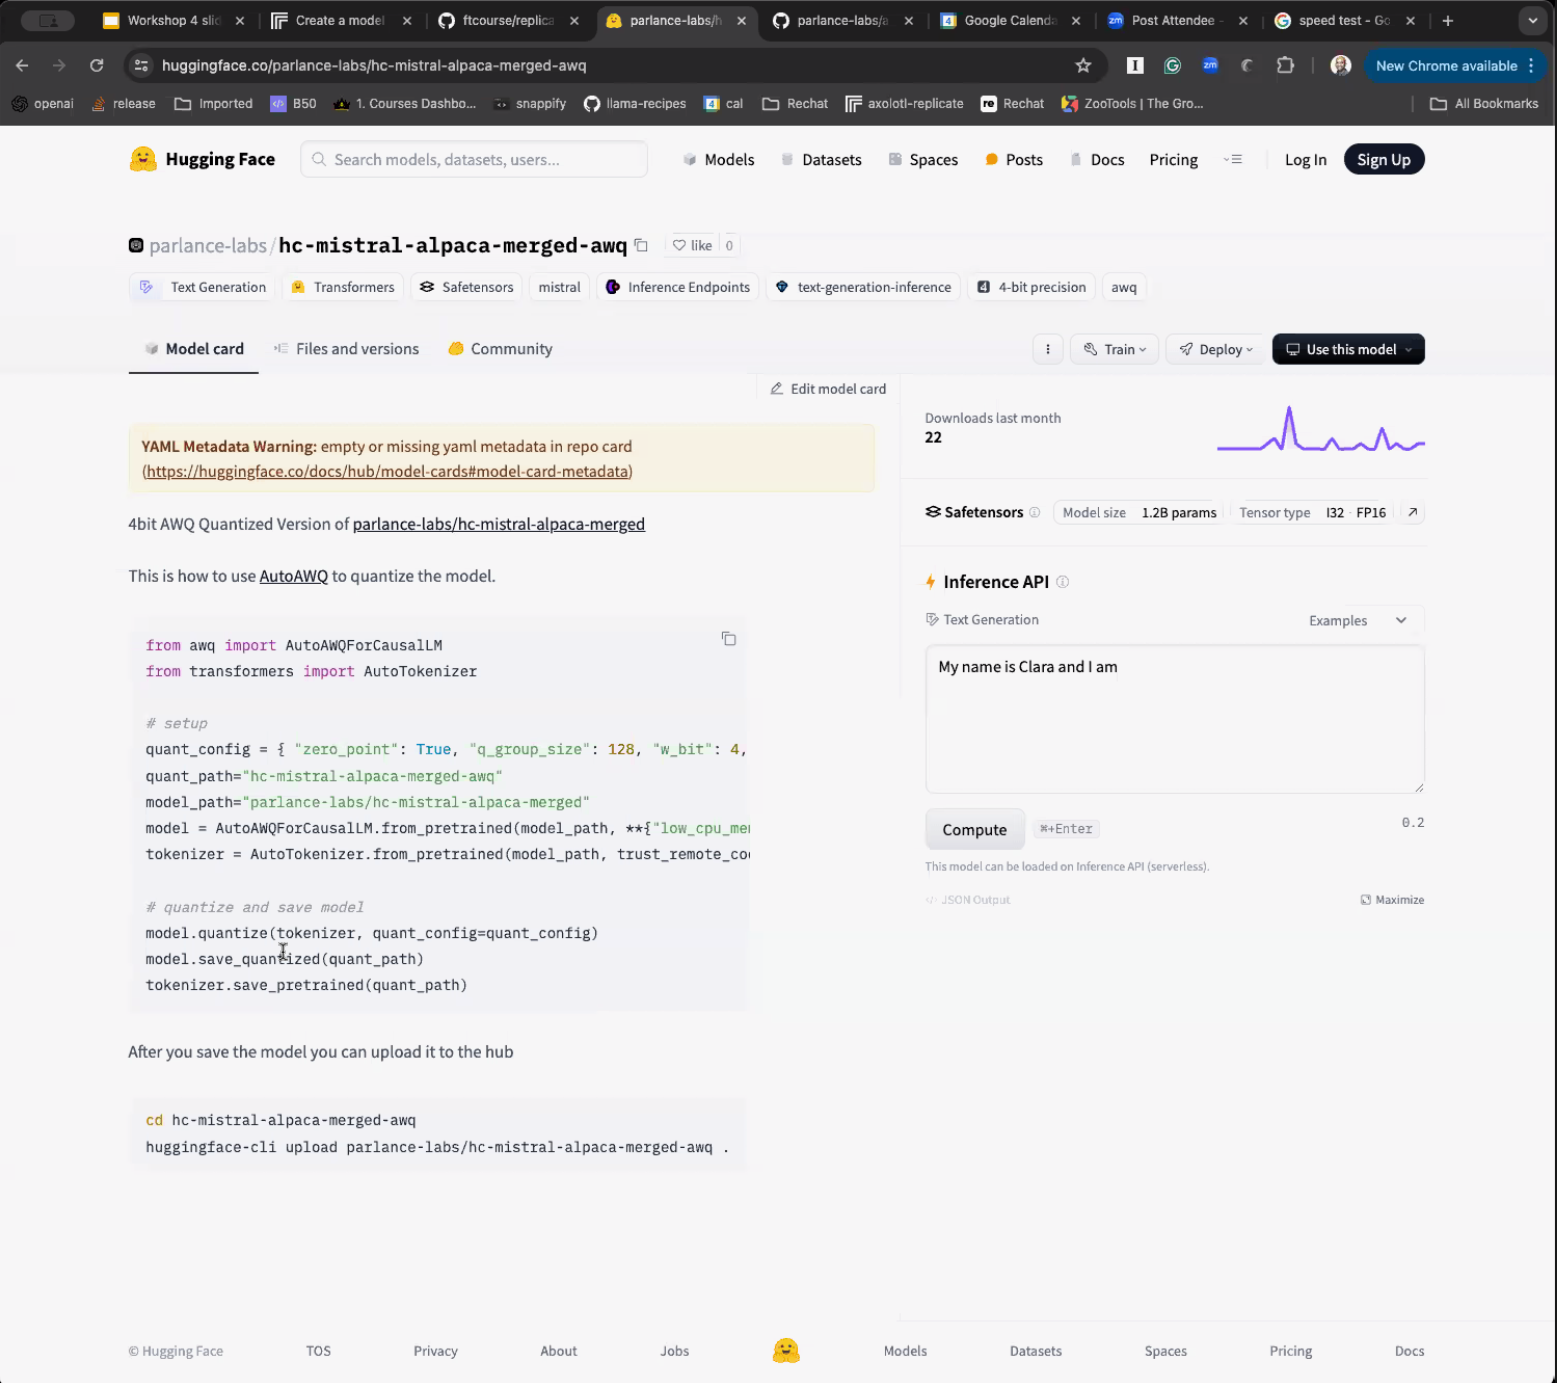 Workshop 4 slid
Create a model
ftcourse/replica
parlance-labs/h
parlance-labs/a
Google Calenda
Post Attendee -
speed test - Go
huggingface.co/parlance-labs/hc-mistral-alpaca-merged-awq
New Chrome available
openai
release
Imported
B50
1. Courses Dashbo...
snappify
llama-recipes
cal
Rechat
axolotl-replicate
Rechat
ZooTools | The Gro...
All Bookmarks
Hugging Face
Search models, datasets, users...
Models
Datasets
Spaces
Posts
Docs
Pricing
Log In
Sign Up
parlance-labs/hc-mistral-alpaca-merged-awq
like 0
Text Generation
Transformers
Safetensors
mistral
Inference Endpoints
text-generation-inference
4-bit precision
awq
Model card
Files and versions
Community
Train
Deploy
Use this model
Edit model card
YAML Metadata Warning: empty or missing yaml metadata in repo card
(https://huggingface.co/docs/hub/model-cards#model-card-metadata)
4bit AWQ Quantized Version of parlance-labs/hc-mistral-alpaca-merged
This is how to use AutoAWQ to quantize the model.
from awq import AutoAWQForCausalLM
from transformers import AutoTokenizer
# setup
quant_config = { "zero_point": True, "q_group_size": 128, "w_bit": 4,
quant_path="hc-mistral-alpaca-merged-awq"
model_path="parlance-labs/hc-mistral-alpaca-merged"
model = AutoAWQForCausalLM.from_pretrained(model_path, **{"low_cpu_mem
tokenizer = AutoTokenizer.from_pretrained(model_path, trust_remote_co
# quantize and save model
model.quantize(tokenizer, quant_config=quant_config)
model.save_quantized(quant_path)
tokenizer.save_pretrained(quant_path)
After you save the model you can upload it to the hub
cd hc-mistral-alpaca-merged-awq
huggingface-cli upload parlance-labs/hc-mistral-alpaca-merged-awq .
Downloads last month
22
Safetensors
Model size 1.2B params
Tensor type I32 · FP16
Inference API
Text Generation
Examples
My name is Clara and I am
Compute
⌘+Enter
0.2
This model can be loaded on Inference API (serverless).
JSON Output
Maximize
© Hugging Face
TOS
Privacy
About
Jobs
Models
Datasets
Spaces
Pricing
Docs